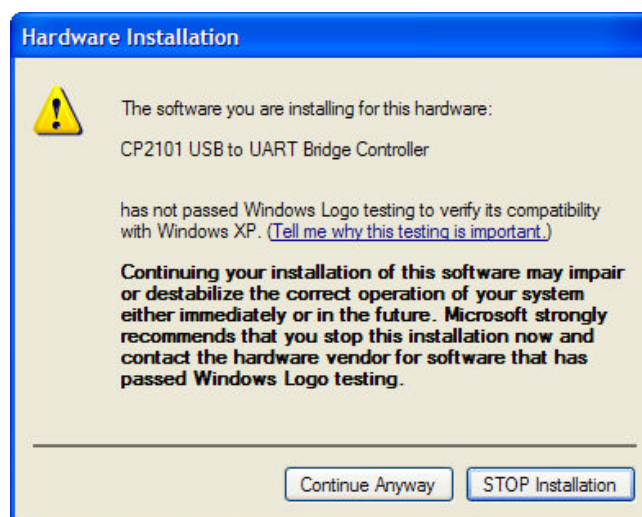 Hardware Installation
The software you are installing for this hardware:
CP2101 USB to UART Bridge Controller
has not passed Windows Logo testing to verify its compatibility
with Windows XP. (Tell me why this testing is important.)
Continuing your installation of this software may impair
or destabilize the correct operation of your system
either immediately or in the future. Microsoft strongly
recommends that you stop this installation now and
contact the hardware vendor for software that has
passed Windows Logo testing.
Continue Anyway
STOP Installation